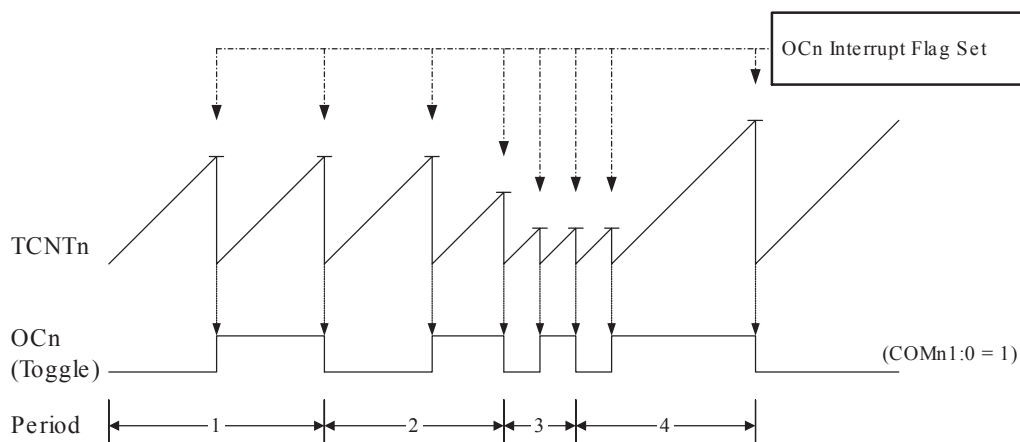 OCn Interrupt Flag Set
TCNTn
OCn
(Toggle)
(COMn1:0 = 1)
Period
1
2
3
4